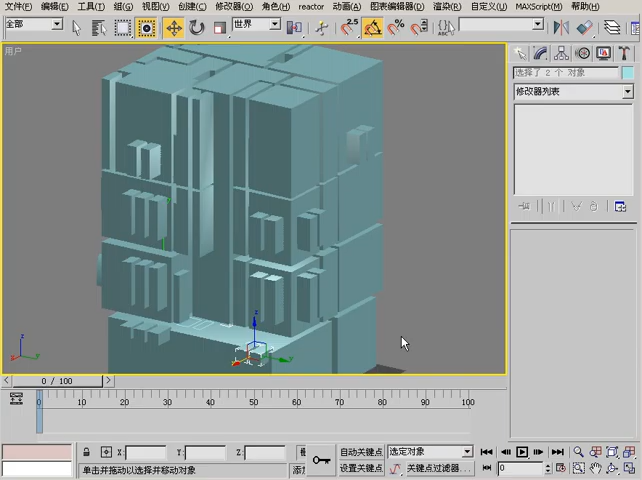 文件(F) 编辑(E) 工具(T) 组(G) 视图(V) 创建(C) 修改器(O) 角色(H) reactor 动画(A) 图表编辑器(D) 渲染(R) 自定义(U) MAXScript(M) 帮助(H)
全部 世界 2.5
用户
选择了 2 个 对象
修改器列表
0 / 100
0 10 20 30 40 50 60 70 80 90 100
X: Y: Z: 自动关键点 选定对象
单击并拖动以选择并移动对象 添加 设置关键点 关键点过滤器... 0